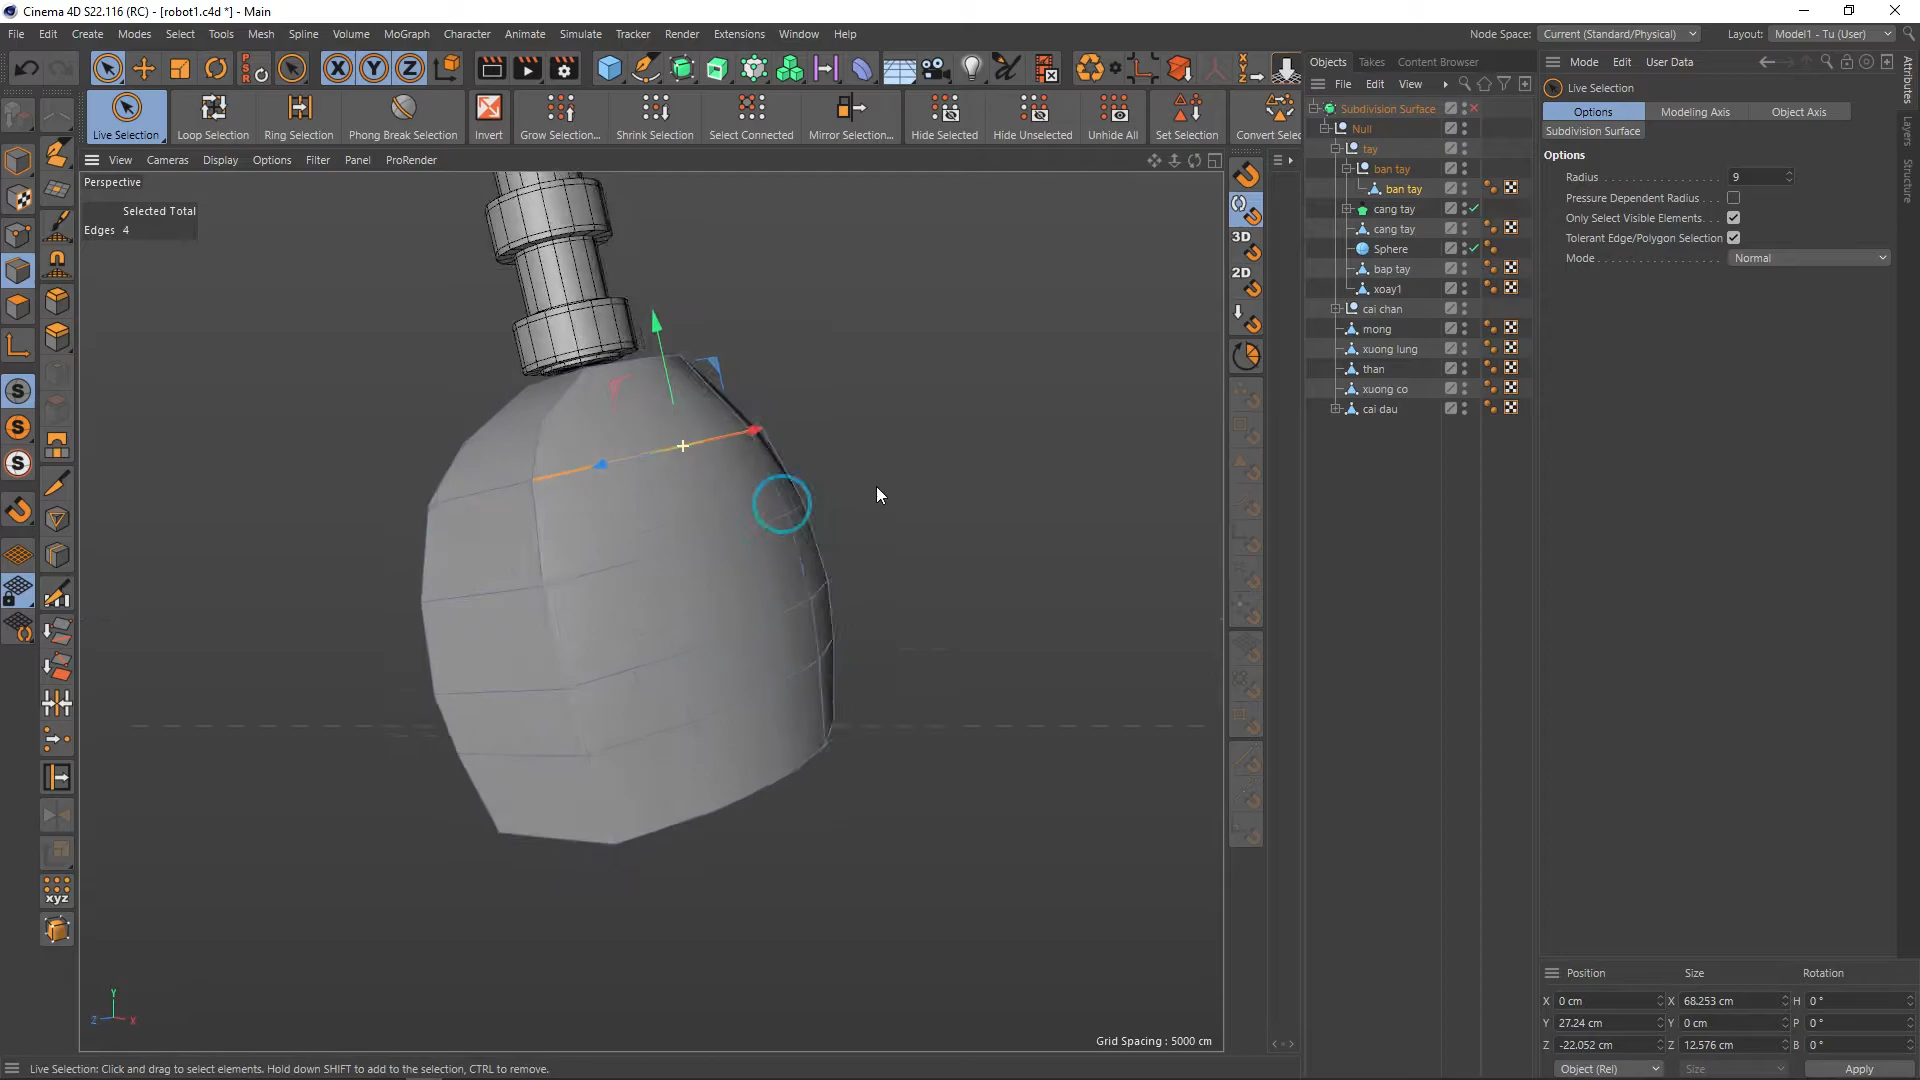 Cinema 4D S22.116 (RC) - [robot1.c4d *] - Main
File Edit Create Modes Select Tools Mesh Spline Volume MoGraph Character Animate Simulate Tracker Render Extensions Window Help
Node Space: Current (Standard/Physical) Layout: Model1 - Tu (User)
PSR
X Y Z
Live Selection Loop Selection Ring Selection Phong Break Selection Invert Grow Selection... Shrink Selection Select Connected Mirror Selection... Hide Selected Hide Unselected Unhide All Set Selection Convert Selec
View Cameras Display Options Filter Panel ProRender
Perspective
Selected Total
Edges 4
3D
2D
S
S
S
xyz
Y
Z X
Grid Spacing : 5000 cm
Live Selection: Click and drag to select elements. Hold down SHIFT to add to the selection, CTRL to remove.
Objects Takes Content Browser
File Edit View
Subdivision Surface
Null
tay
ban tay
ban tay
cang tay
cang tay
Sphere
bap tay
xoay1
cai chan
mong
xuong lung
than
xuong co
cai dau
Mode Edit User Data
Live Selection
Options Modeling Axis Object Axis
Subdivision Surface
Options
Radius 9
Pressure Dependent Radius
Only Select Visible Elements
Tolerant Edge/Polygon Selection
Mode Normal
Attributes
Layers
Structure
Position Size Rotation
X 0 cm X 68.253 cm H 0 °
Y 27.24 cm Y 0 cm P 0 °
Z -22.052 cm Z 12.576 cm B 0 °
Object (Rel) Size Apply